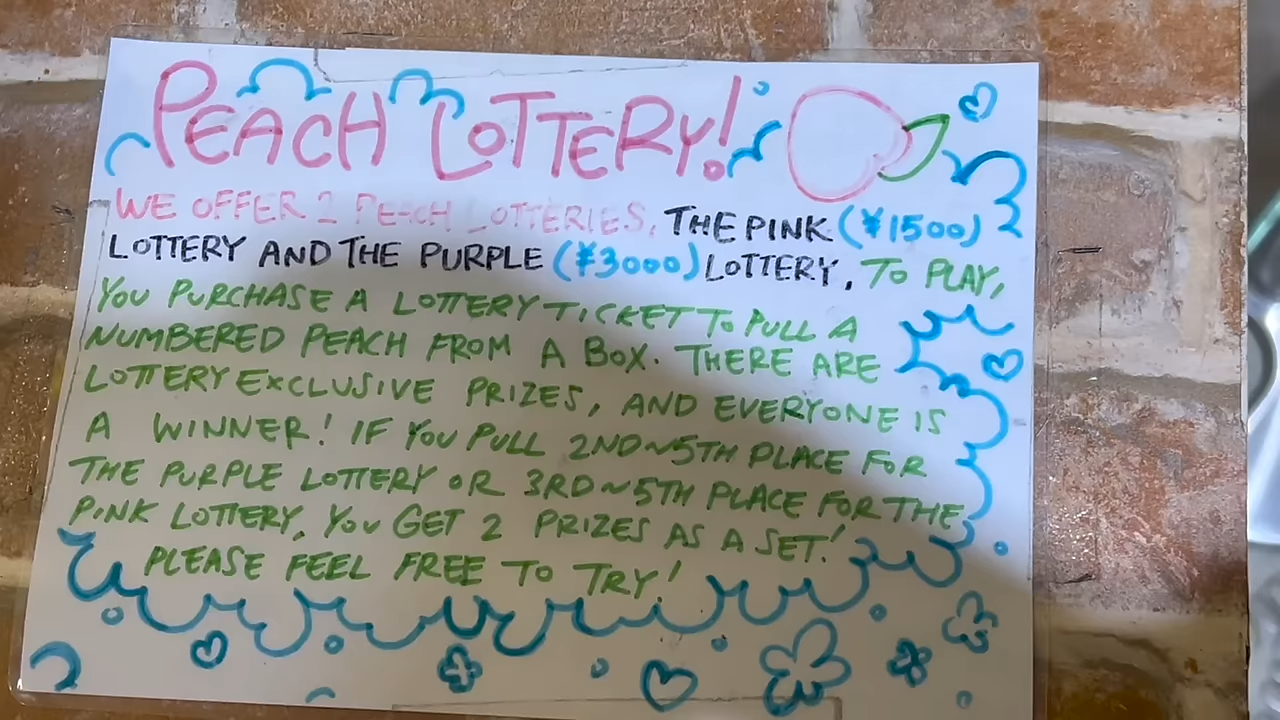 PEACH LOTTERY!
WE OFFER 2 PEACH LOTTERIES, THE PINK (¥1500)
LOTTERY AND THE PURPLE (¥3000) LOTTERY. TO PLAY,
YOU PURCHASE A LOTTERY TICKET TO PULL A
NUMBERED PEACH FROM A BOX. THERE ARE
LOTTERY EXCLUSIVE PRIZES, AND EVERYONE IS
A WINNER! IF YOU PULL 2ND~5TH PLACE FOR
THE PURPLE LOTTERY OR 3RD~5TH PLACE FOR THE
PINK LOTTERY, YOU GET 2 PRIZES AS A SET!
PLEASE FEEL FREE TO TRY!